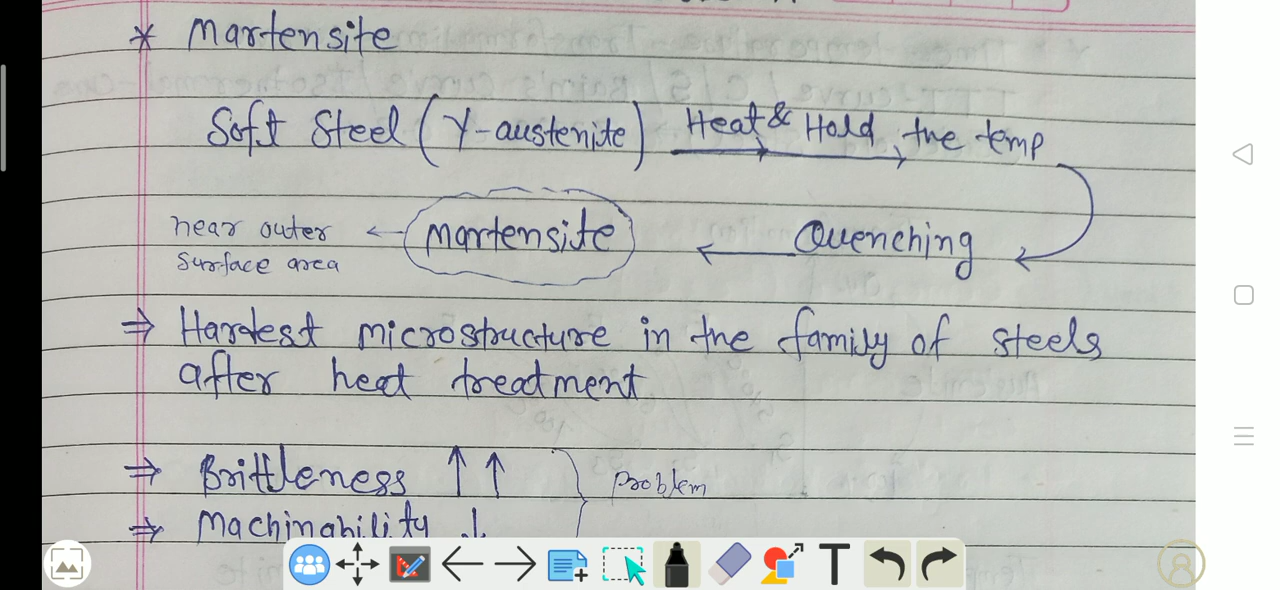 * Martensite
Soft Steel (γ-austenite) Heat & Hold the temp
Quenching
martensite
near outer
surface area
⇒ Hardest microstructure in the family of steels
after heat treatment
⇒ Brittleness ↑↑
Problem
⇒ Machinability ↓
T